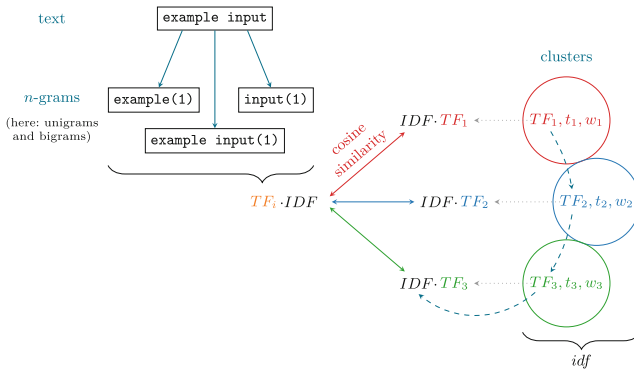 text
example input
clusters
n-grams
(here: unigrams
and bigrams)
example(1)
input(1)
example input(1)
cosine
similarity
IDF·TF₁
TF₁, t₁, w₁
TFᵢ·IDF
IDF·TF₂
TF₂, t₂, w₂
IDF·TF₃
TF₃, t₃, w₃
idf